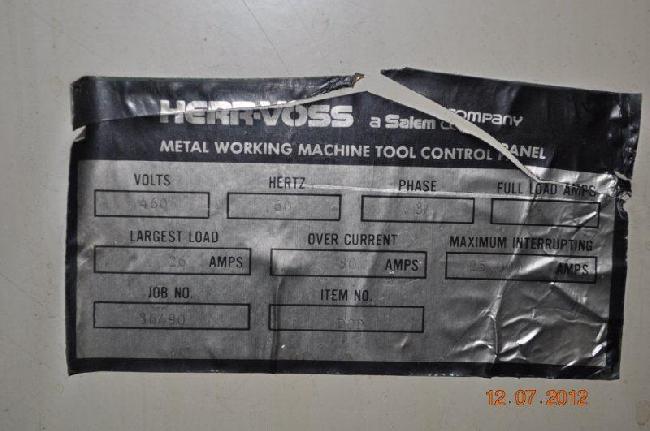 HERR-VOSS a Salem COMPANY
METAL WORKING MACHINE TOOL CONTROL PANEL
VOLTS HERTZ PHASE FULL LOAD AMPS
460 60 3
LARGEST LOAD OVER CURRENT MAXIMUM INTERRUPTING
26 AMPS AMPS AMPS
JOB NO. ITEM NO.
12.07.2012